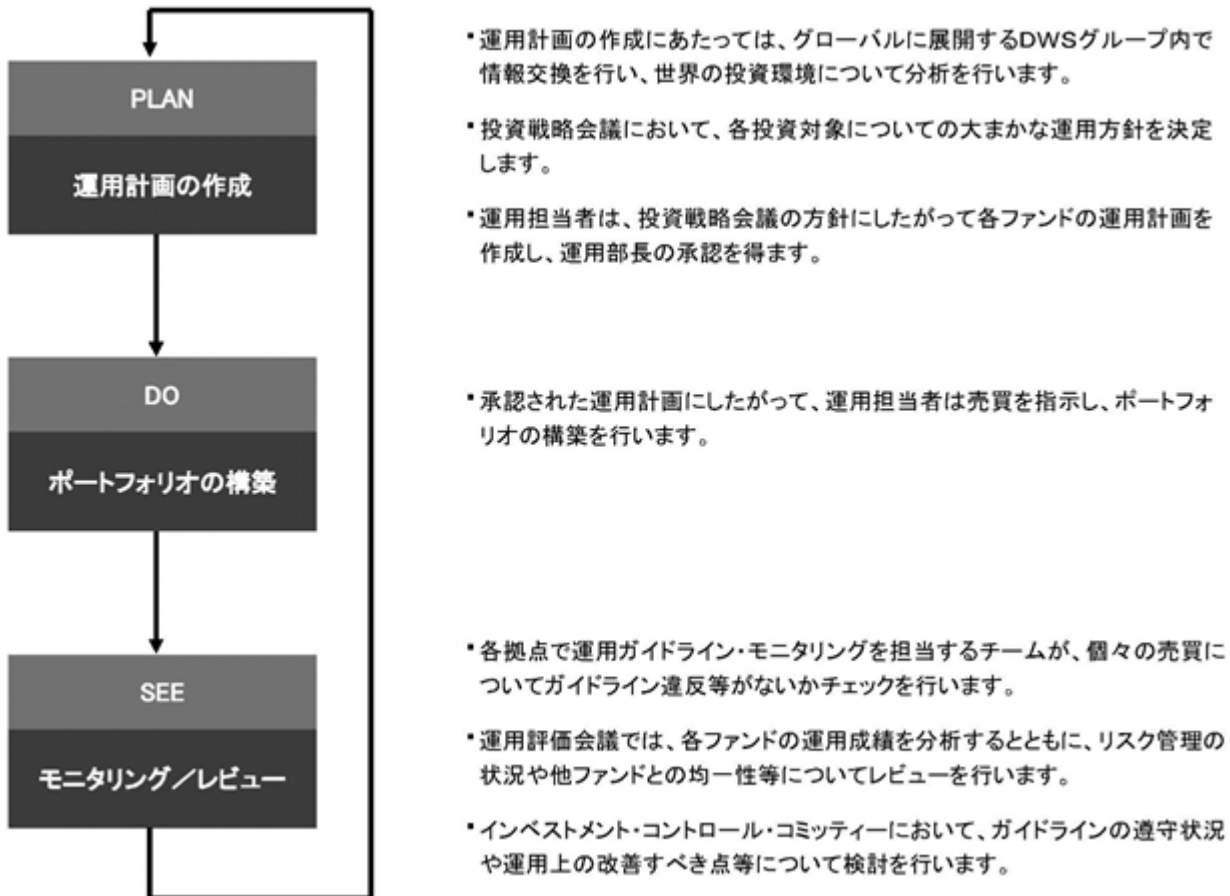 PLAN
運用計画の作成
▪運用計画の作成にあたっては、グローバルに展開するDWSグループ内で
情報交換を行い、世界の投資環境について分析を行います。
▪投資戦略会議において、各投資対象についての大まかな運用方針を決定
します。
▪運用担当者は、投資戦略会議の方針にしたがって各ファンドの運用計画を
作成し、運用部長の承認を得ます。
DO
ポートフォリオの構築
▪承認された運用計画にしたがって、運用担当者は売買を指示し、ポートフォ
リオの構築を行います。
SEE
モニタリング／レビュー
▪各拠点で運用ガイドライン・モニタリングを担当するチームが、個々の売買に
ついてガイドライン違反等がないかチェックを行います。
▪運用評価会議では、各ファンドの運用成績を分析するとともに、リスク管理の
状況や他ファンドとの均一性等についてレビューを行います。
▪インベストメント・コントロール・コミッティーにおいて、ガイドラインの遵守状況
や運用上の改善すべき点等について検討を行います。